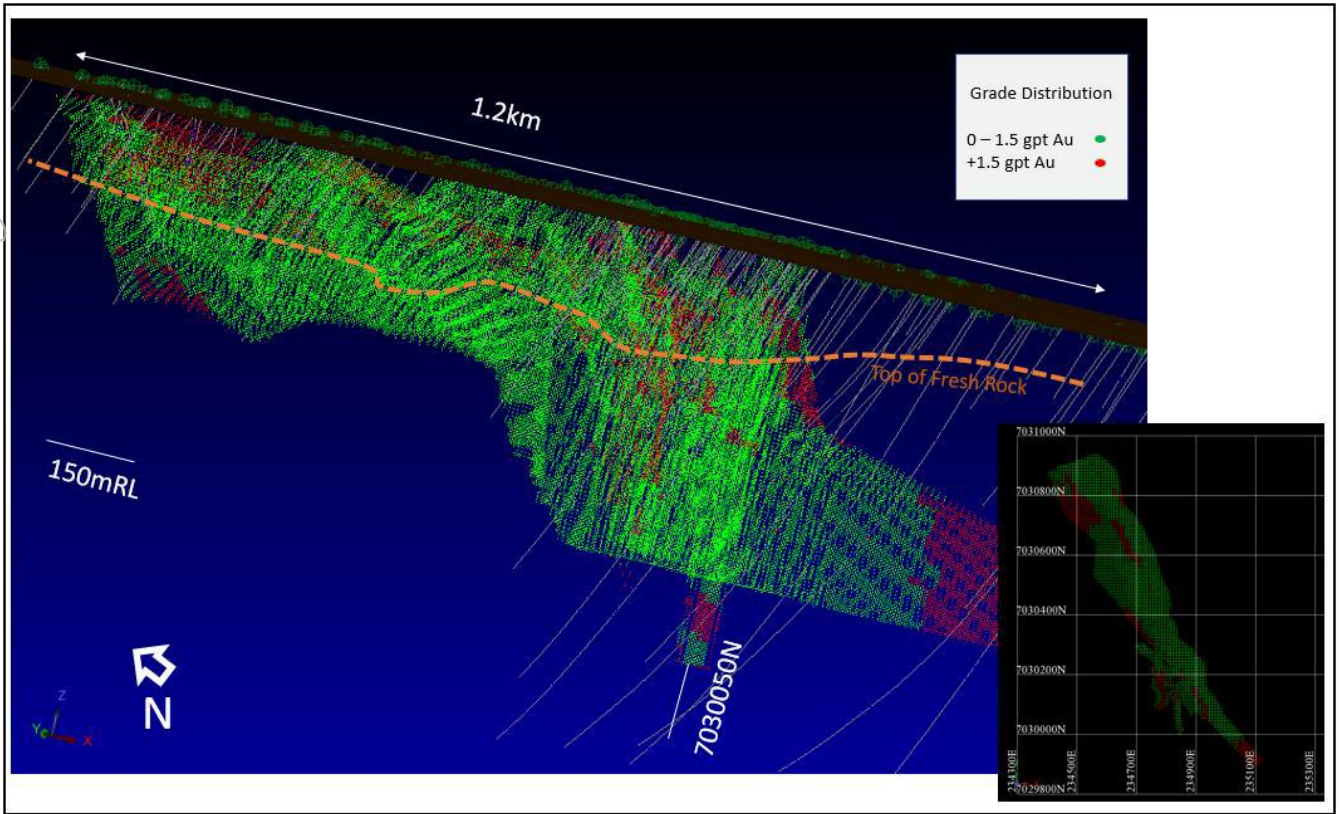 1.2km
Grade Distribution
0 – 1.5 gpt Au
+1.5 gpt Au
Top of Fresh Rock
150mRL
7030050N
N
Z
Y
X
7031000N
7030800N
7030600N
7030400N
7030200N
7030000N
7029800N
234300E
234500E
234700E
234900E
235100E
235300E